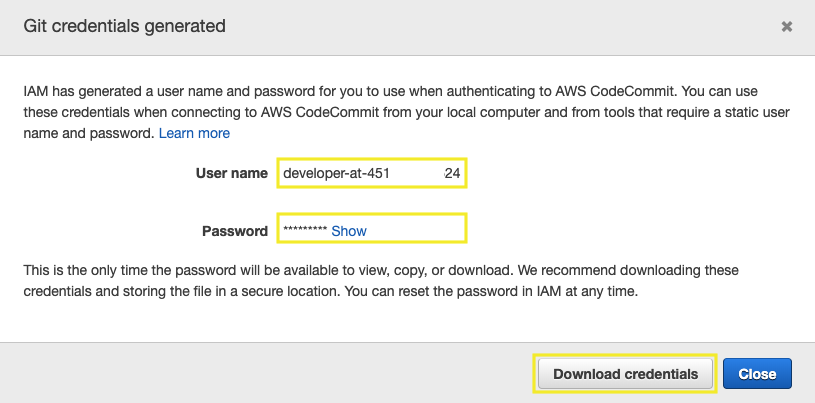 Git credentials generated
IAM has generated a user name and password for you to use when authenticating to AWS CodeCommit. You can use
these credentials when connecting to AWS CodeCommit from your local computer and from tools that require a static user
name and password. Learn more
User name developer-at-451 24
Password ********* Show
This is the only time the password will be available to view, copy, or download. We recommend downloading these
credentials and storing the file in a secure location. You can reset the password in IAM at any time.
Download credentials Close